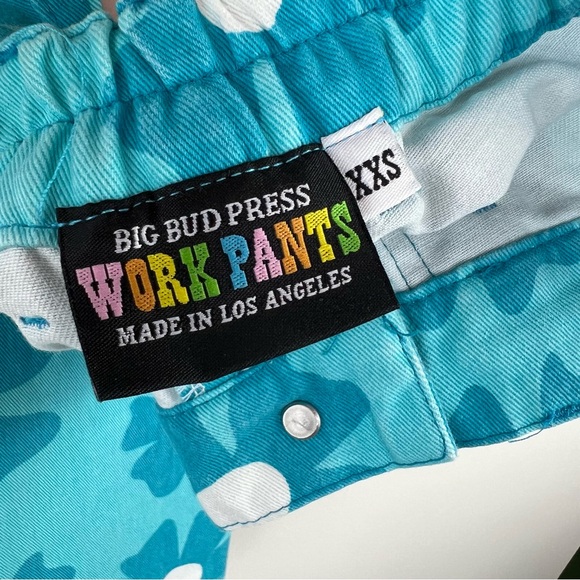 BIG BUD PRESS
WORK PANTS
MADE IN LOS ANGELES
XXS